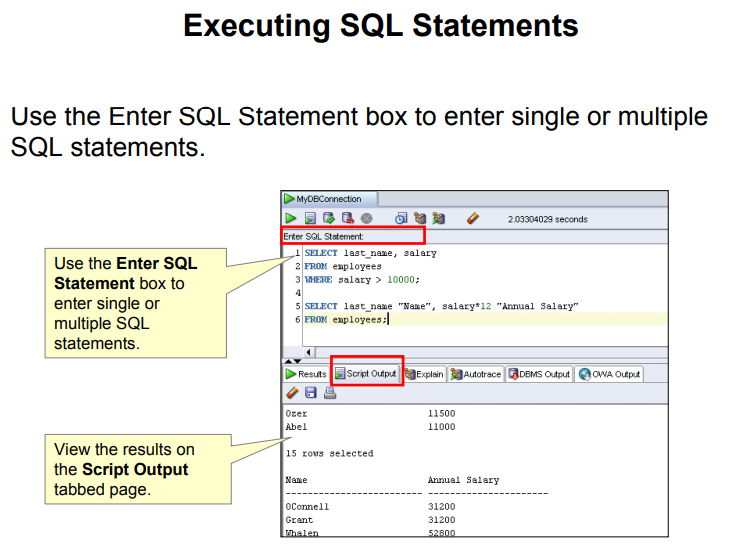 Executing SQL Statements
Use the Enter SQL Statement box to enter single or multiple
SQL statements.
MyDBConnection
2.03304029 seconds
Enter SQL Statement:
1 SELECT last_name, salary
2 FROM employees
3 WHERE salary > 10000;
4
5 SELECT last_name "Name", salary*12 "Annual Salary"
6 FROM employees;
Use the Enter SQL
Statement box to
enter single or
multiple SQL
statements.
Results Script Output Explain Autotrace DBMS Output OWA Output
Ozer 11500
Abel 11000
15 rows selected
Name Annual Salary
------------------------- ----------------------
OConnell 31200
Grant 31200
Whalen 52800
View the results on
the Script Output
tabbed page.